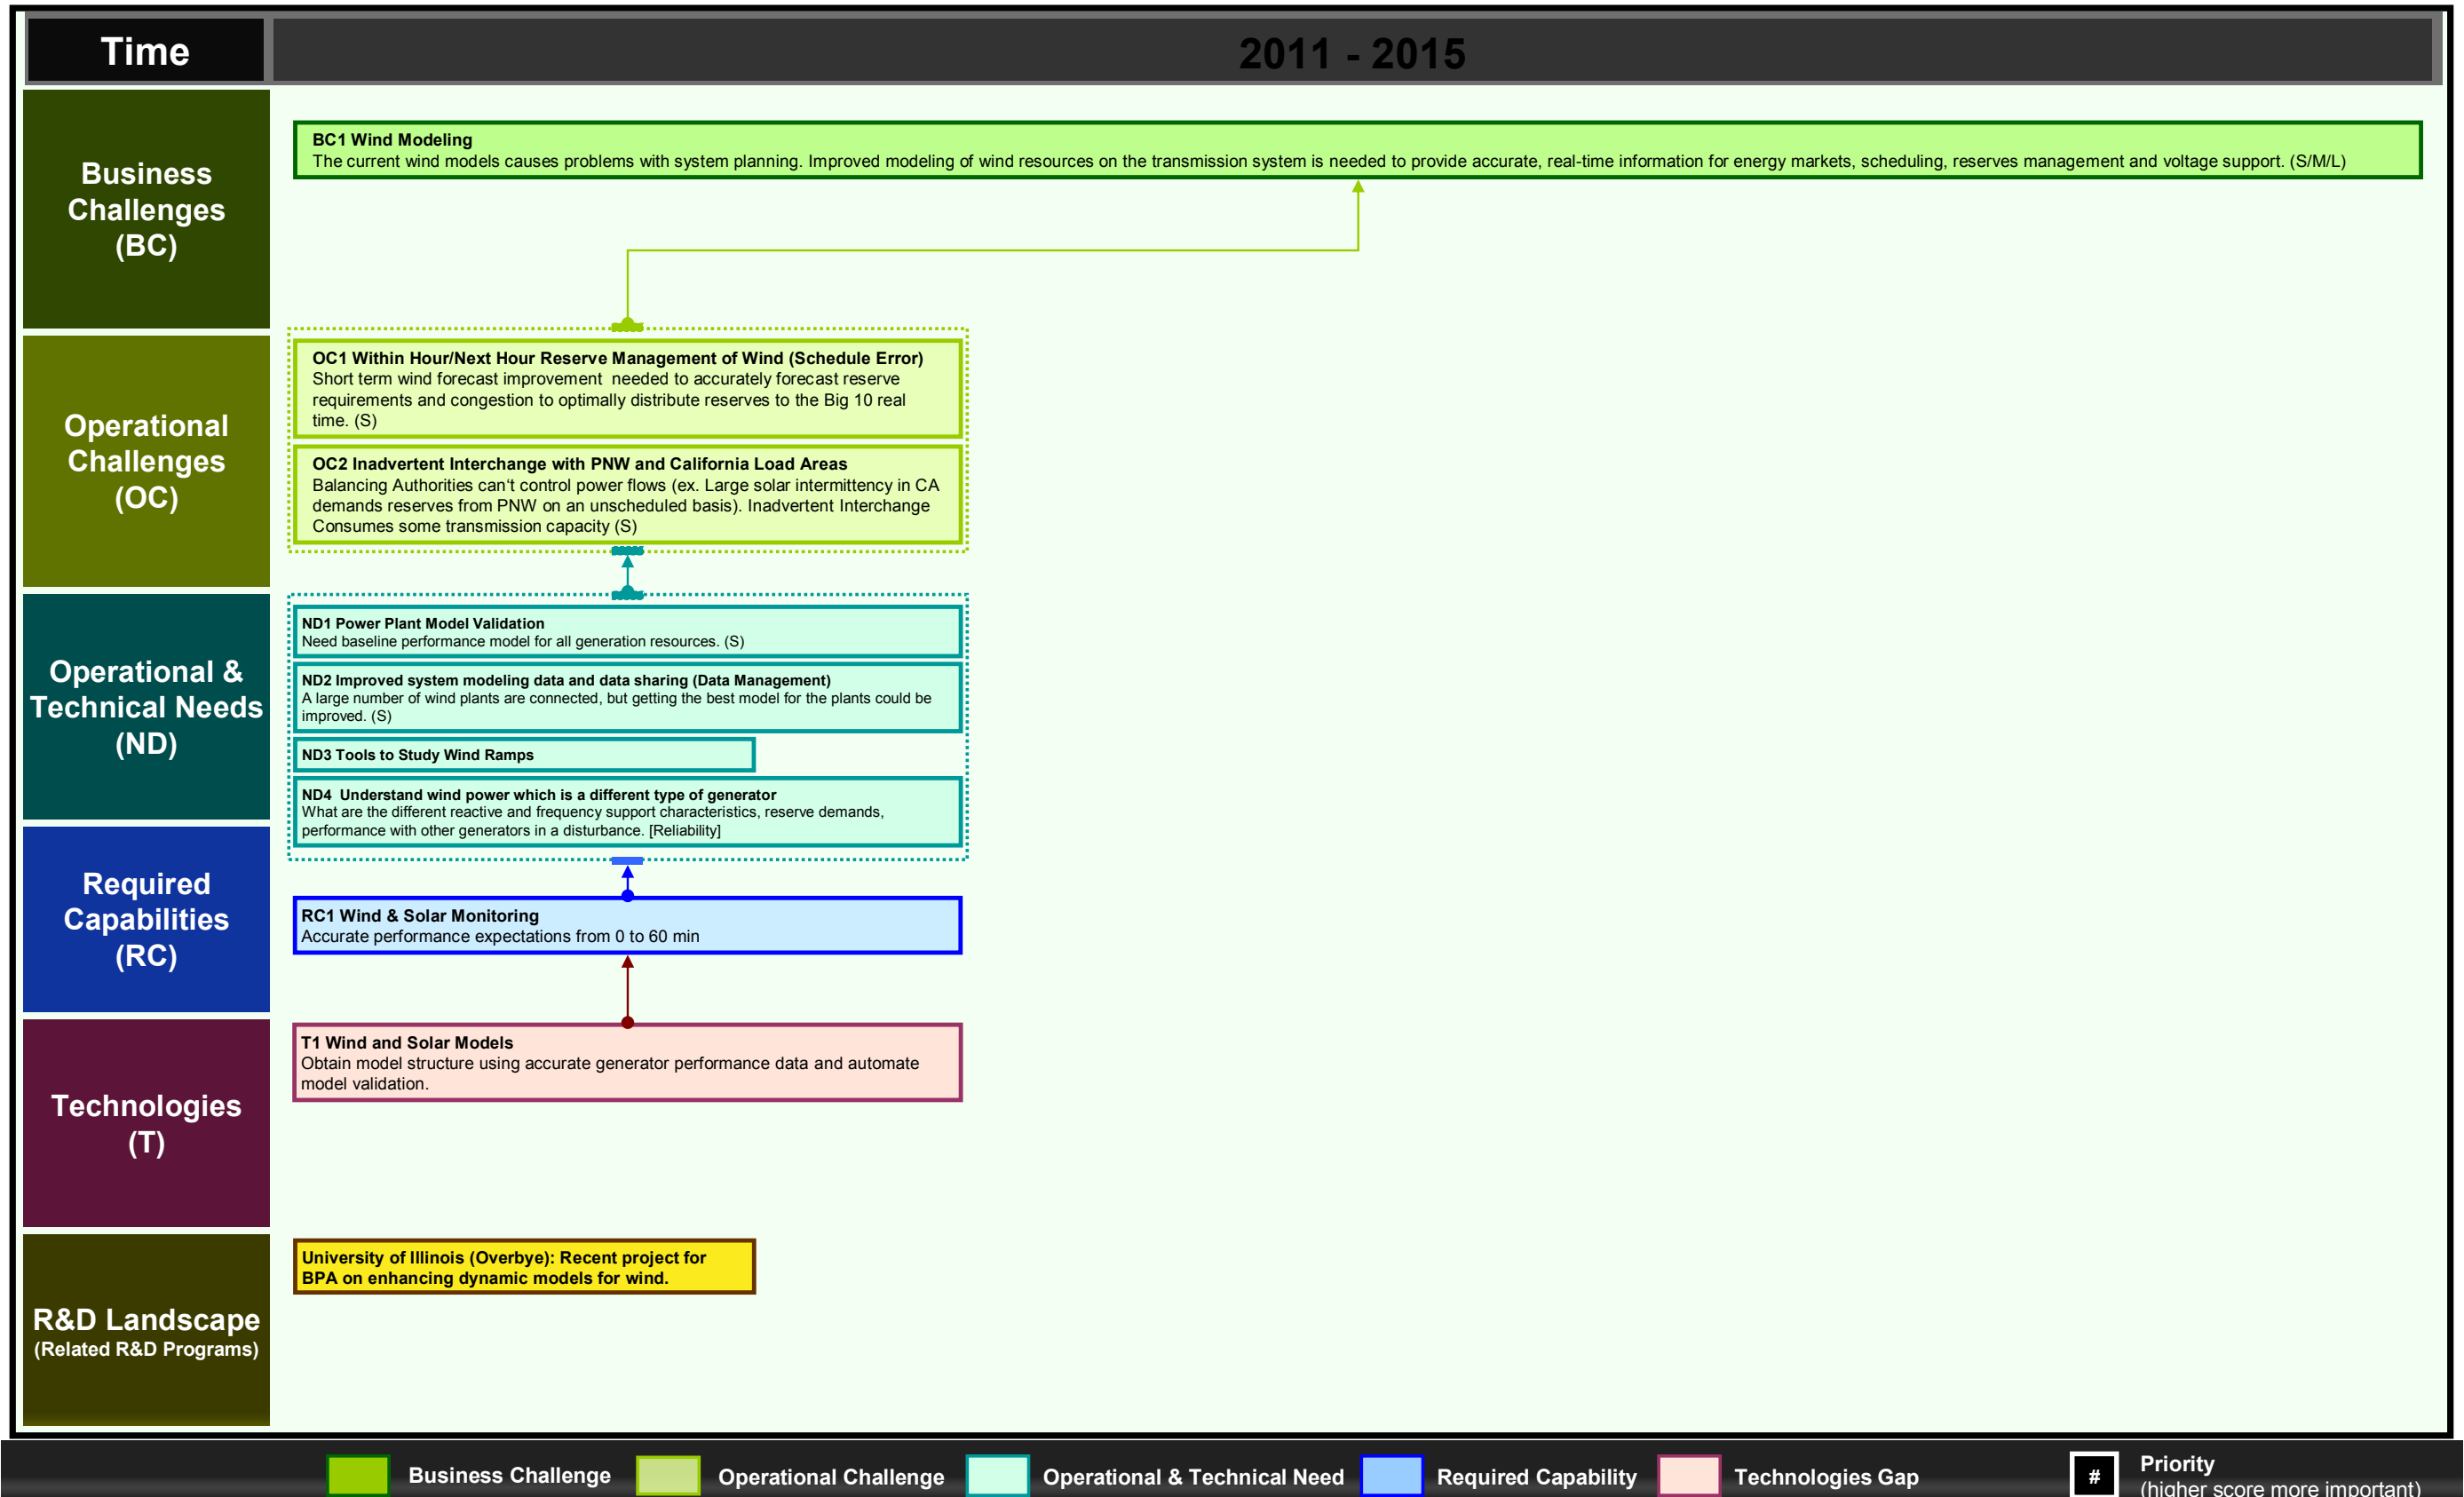 Time
2011 - 2015
Business
Challenges
(BC)
BC1 Wind Modeling
The current wind models causes problems with system planning. Improved modeling of wind resources on the transmission system is needed to provide accurate, real-time information for energy markets, scheduling, reserves management and voltage support. (S/M/L)
Operational
Challenges
(OC)
OC1 Within Hour/Next Hour Reserve Management of Wind (Schedule Error)
Short term wind forecast improvement  needed to accurately forecast reserve
requirements and congestion to optimally distribute reserves to the Big 10 real
time. (S)
OC2 Inadvertent Interchange with PNW and California Load Areas
Balancing Authorities can't control power flows (ex. Large solar intermittency in CA
demands reserves from PNW on an unscheduled basis). Inadvertent Interchange
Consumes some transmission capacity (S)
Operational &
Technical Needs
(ND)
ND1 Power Plant Model Validation
Need baseline performance model for all generation resources. (S)
ND2 Improved system modeling data and data sharing (Data Management)
A large number of wind plants are connected, but getting the best model for the plants could be
improved. (S)
ND3 Tools to Study Wind Ramps
ND4  Understand wind power which is a different type of generator
What are the different reactive and frequency support characteristics, reserve demands,
performance with other generators in a disturbance. [Reliability]
Required
Capabilities
(RC)
RC1 Wind & Solar Monitoring
Accurate performance expectations from 0 to 60 min
Technologies
(T)
T1 Wind and Solar Models
Obtain model structure using accurate generator performance data and automate
model validation.
R&D Landscape
(Related R&D Programs)
University of Illinois (Overbye): Recent project for
BPA on enhancing dynamic models for wind.
Business Challenge
Operational Challenge
Operational & Technical Need
Required Capability
Technologies Gap
#
Priority
(higher score more important)